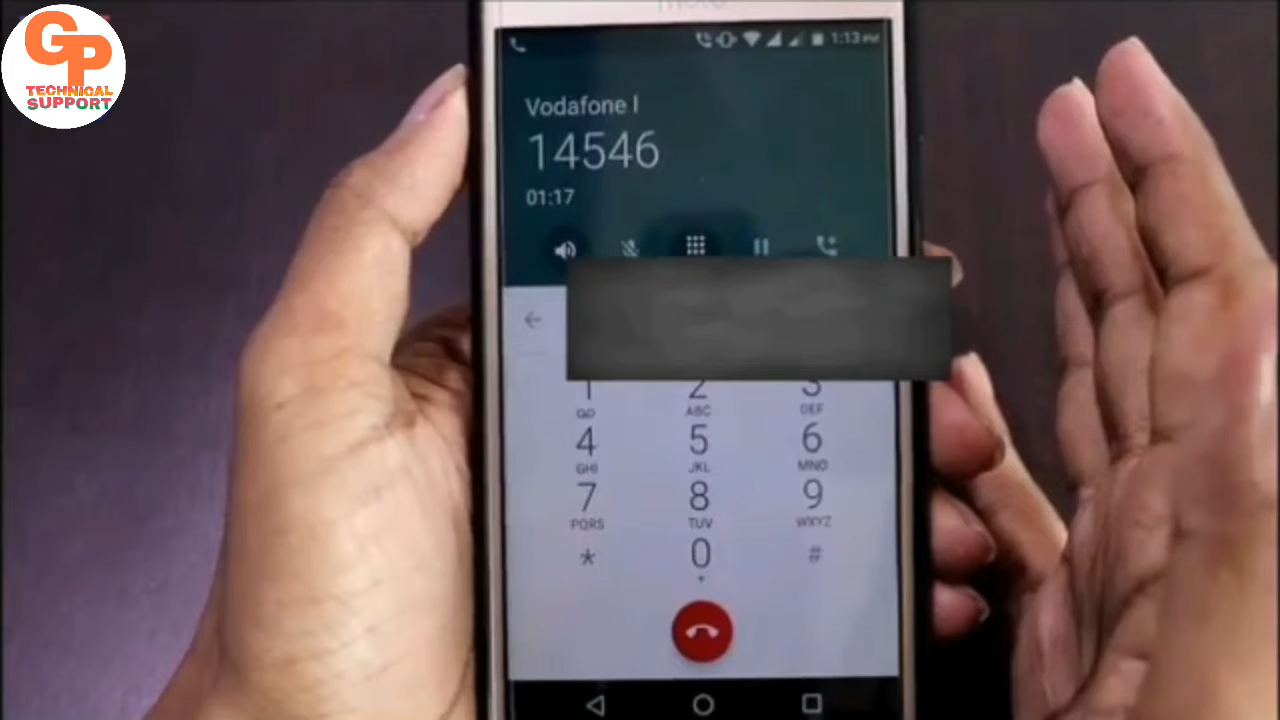 GP
TECHNICAL
SUPPORT
moto
1:13 PM
Vodafone I
14546
01:17
1 2 3
ABC DEF
4 5 6
GHI JKL MNO
7 8 9
PQRS TUV WXYZ
* 0 #
+